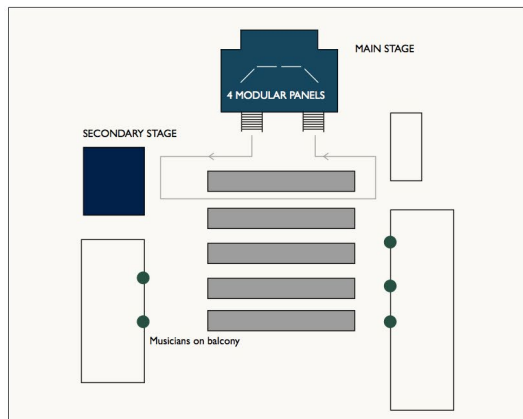 MAIN STAGE
4 MODULAR PANELS
SECONDARY STAGE
Musicians on balcony